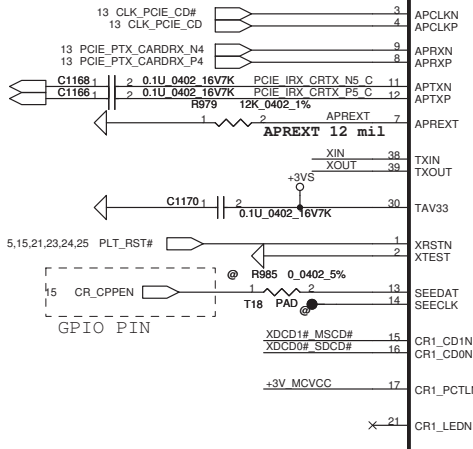 13 CLK_PCIE_CD# 3 APCLKN
13 CLK_PCIE_CD 4 APCLKP
13 PCIE_PTX_CARDRX_N4 9 APRXN
13 PCIE_PTX_CARDRX_P4 8 APRXP
C1168 1 2 0.1U_0402_16V7K PCIE_IRX_CRTX_N5_C 11 APTXN
C1166 1 2 0.1U_0402_16V7K PCIE_IRX_CRTX_P5_C 12 APTXP
R979 12K_0402_1%
1 2 APREXT 7 APREXT
APREXT 12 mil
XIN 38 TXIN
XOUT 39 TXOUT
+3VS
C1170 1 2 30 TAV33
0.1U_0402_16V7K
5,15,21,23,24,25 PLT_RST# 1 XRSTN
2 XTEST
@ R985 0_0402_5%
15 CR_CPPEN 1 2 13 SEEDAT
T18 PAD @ 14 SEECLK
GPIO PIN
XDCD1#_MSCD# 15 CR1_CD1N
XDCD0#_SDCD# 16 CR1_CD0N
+3V_MCVCC 17 CR1_PCTLN
21 CR1_LEDN